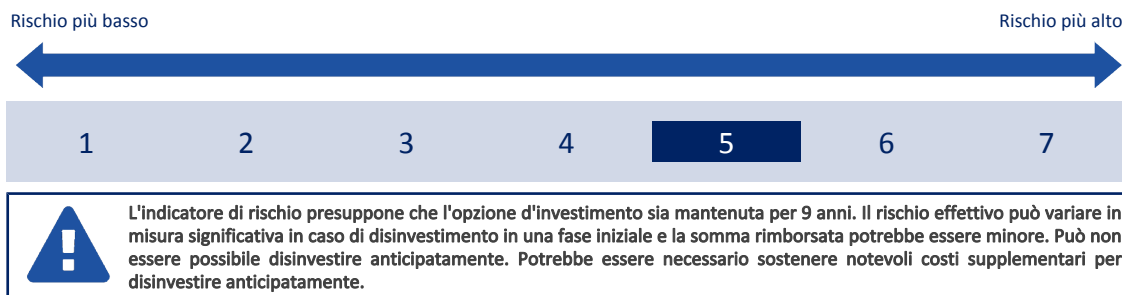 Rischio più basso Rischio più alto
1 2 3 4 5 6 7
L'indicatore di rischio presuppone che l'opzione d'investimento sia mantenuta per 9 anni. Il rischio effettivo può variare in
misura significativa in caso di disinvestimento in una fase iniziale e la somma rimborsata potrebbe essere minore. Può non
essere possibile disinvestire anticipatamente. Potrebbe essere necessario sostenere notevoli costi supplementari per
disinvestire anticipatamente.